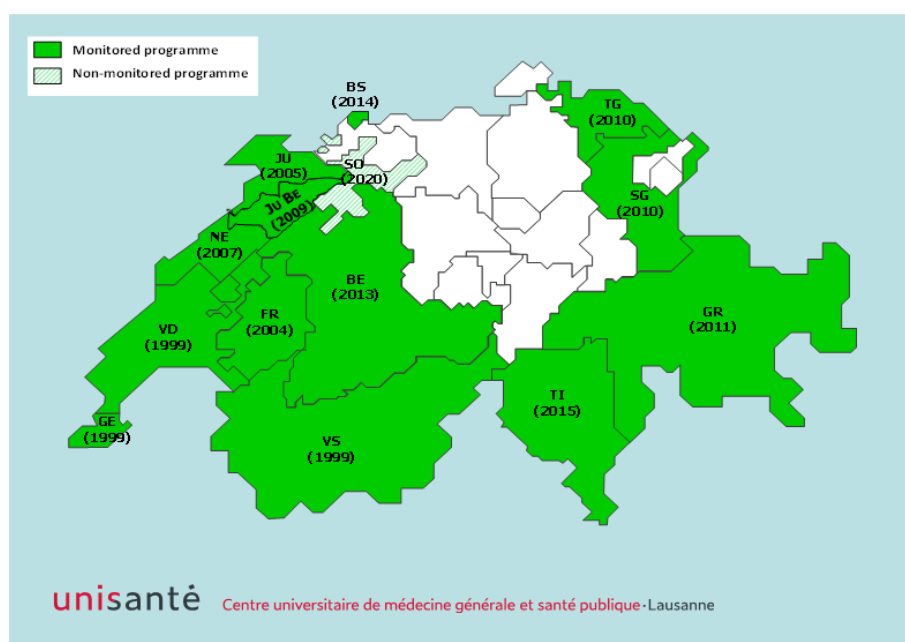 Monitored programme
Non-monitored programme
BS
(2014)
TG
(2010)
JU
(2005)
SO
(2020)
Ju Be
(2009)
SG
(2010)
NE
(2007)
BE
(2013)
FR
(2004)
GR
(2011)
VD
(1999)
TI
(2015)
GE
(1999)
VS
(1999)
unisanté Centre universitaire de médecine générale et santé publique · Lausanne